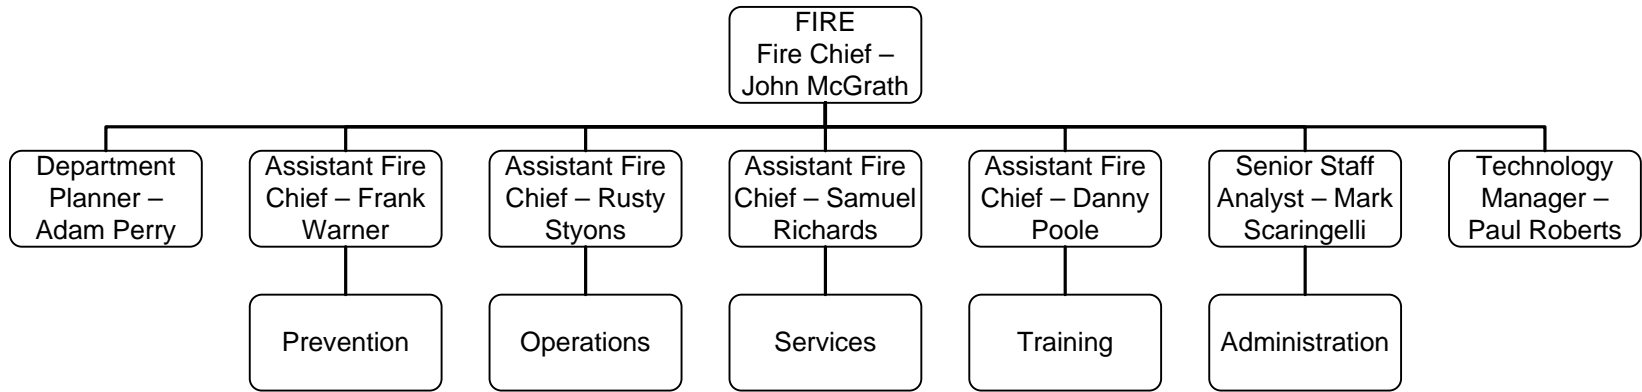 FIRE
Fire Chief –
John McGrath
Department
Planner –
Adam Perry
Assistant Fire
Chief – Frank
Warner
Assistant Fire
Chief – Rusty
Styons
Assistant Fire
Chief – Samuel
Richards
Assistant Fire
Chief – Danny
Poole
Senior Staff
Analyst – Mark
Scaringelli
Technology
Manager –
Paul Roberts
Prevention
Operations
Services
Training
Administration